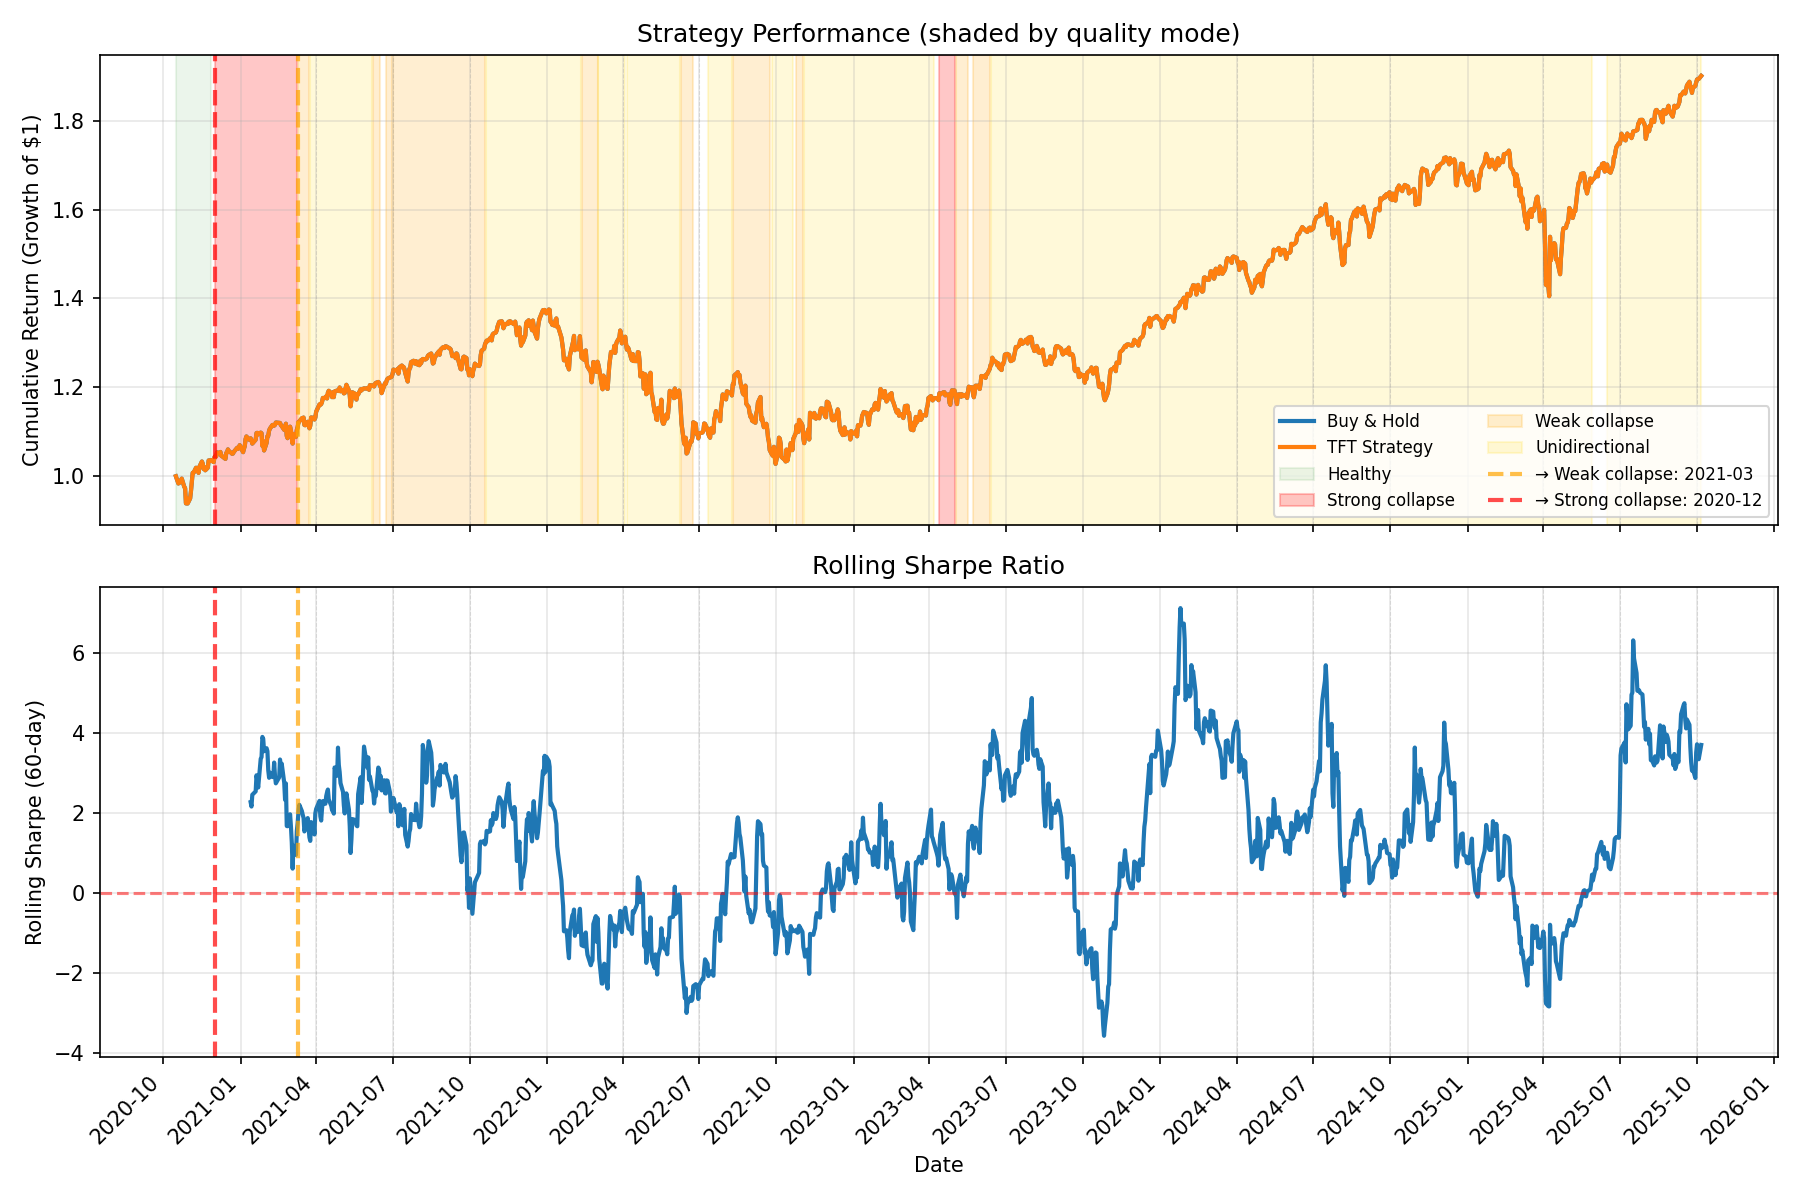 Strategy Performance (shaded by quality mode)
Cumulative Return (Growth of $1)
1.8
1.6
1.4
1.2
1.0
Buy & Hold
TFT Strategy
Healthy
Strong collapse
Weak collapse
Unidirectional
→ Weak collapse: 2021-03
→ Strong collapse: 2020-12
Rolling Sharpe Ratio
Rolling Sharpe (60-day)
6
4
2
0
−2
−4
2020-10
2021-01
2021-04
2021-07
2021-10
2022-01
2022-04
2022-07
2022-10
2023-01
2023-04
2023-07
2023-10
2024-01
2024-04
2024-07
2024-10
2025-01
2025-04
2025-07
2025-10
2026-01
Date